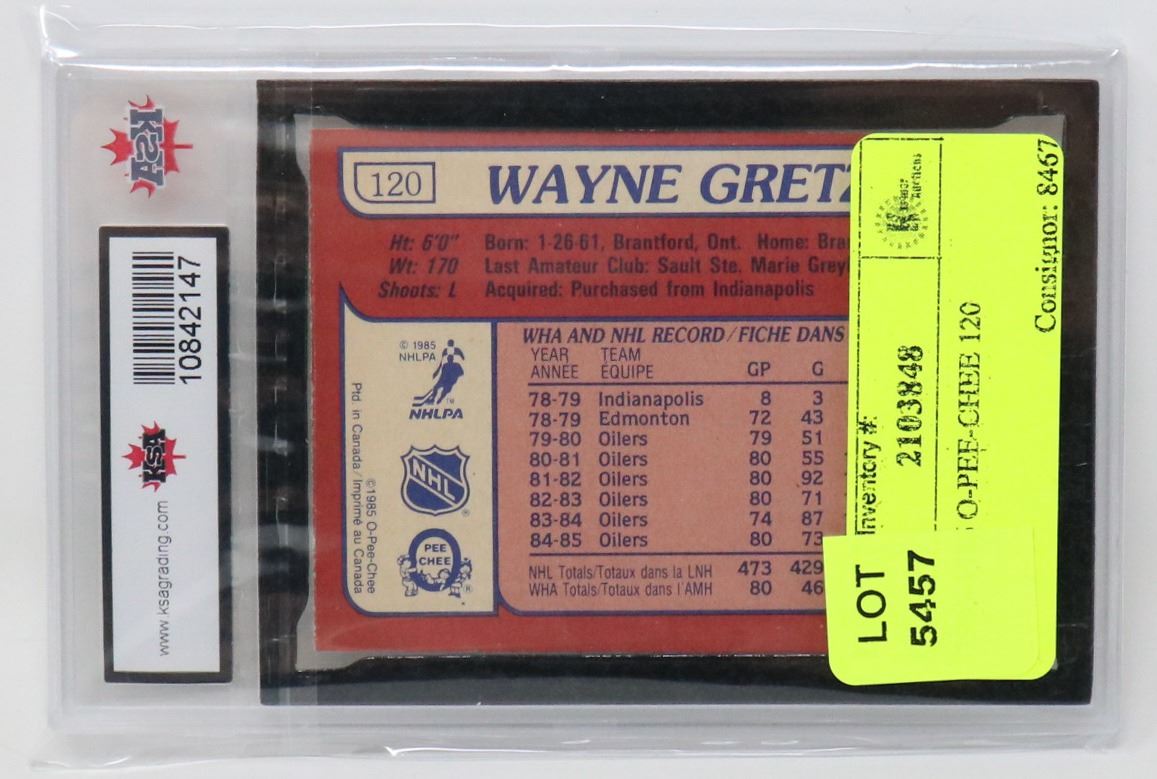 KSA
10842147
KSA
www.ksagrading.com
120
WAYNE GRETZ
Ht: 6'0" Born: 1-26-61, Brantford, Ont. Home: Bra
Wt: 170 Last Amateur Club: Sault Ste. Marie Grey
Shoots: L Acquired: Purchased from Indianapolis
© 1985
NHLPA
NHLPA
NHL
PEE
CHEE
©1985 O-Pee-Chee
Ptd. in Canada/Imprimé au Canada
WHA AND NHL RECORD/FICHE DANS
YEAR TEAM
ANNÉE ÉQUIPE GP G
78-79 Indianapolis 8 3
78-79 Edmonton 72 43
79-80 Oilers 79 51
80-81 Oilers 80 55
81-82 Oilers 80 92
82-83 Oilers 80 71
83-84 Oilers 74 87
84-85 Oilers 80 73
NHL Totals/Totaux dans la LNH 473 429
WHA Totals/Totaux dans l'AMH 80 46
Auctions
Inventory #:
2103848
O-PEE-CHEE 120
Consignor: 8467
LOT
5457